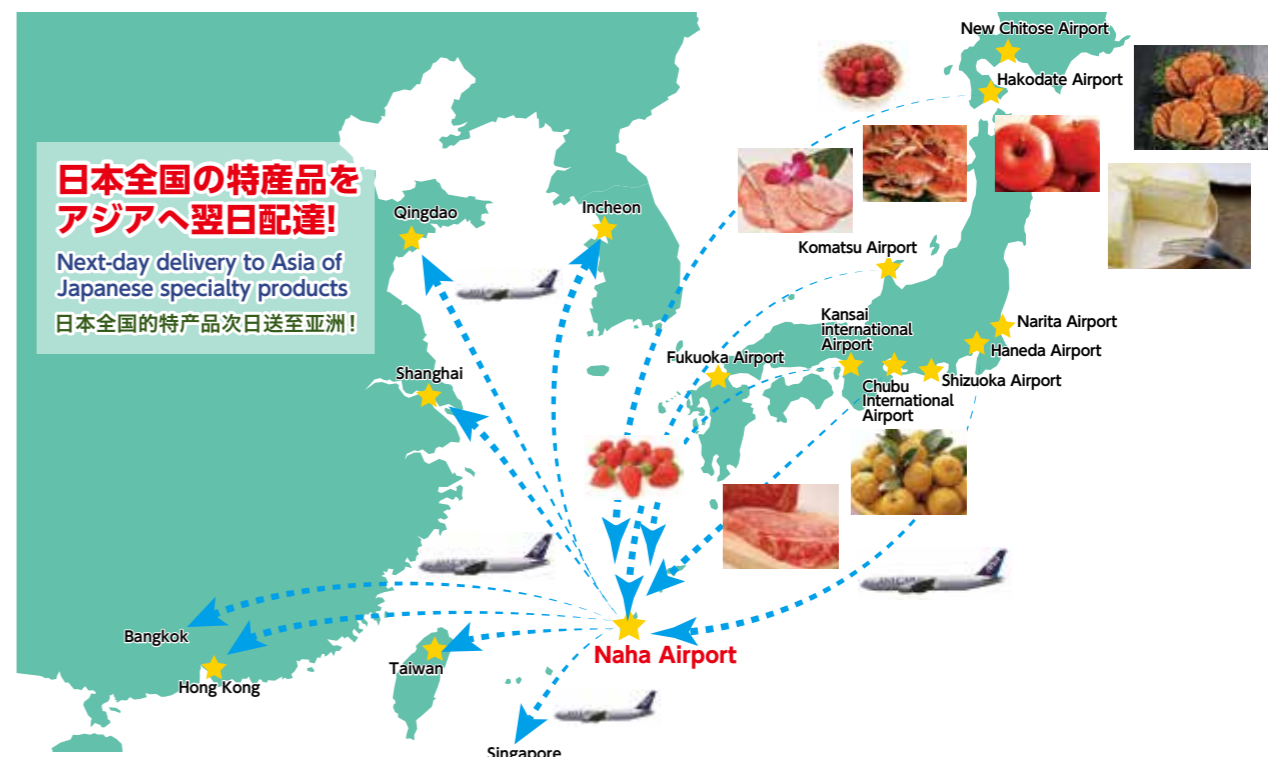 日本全国の特産品を
アジアへ翌日配達!
Next-day delivery to Asia of
Japanese specialty products
日本全国的特产品次日送至亚洲！
New Chitose Airport
Hakodate Airport
Qingdao
Incheon
Komatsu Airport
Kansai
international
Airport
Narita Airport
Haneda Airport
Fukuoka Airport
Shanghai
Shizuoka Airport
Chubu
International
Airport
Bangkok
Naha Airport
Taiwan
Hong Kong
Singapore